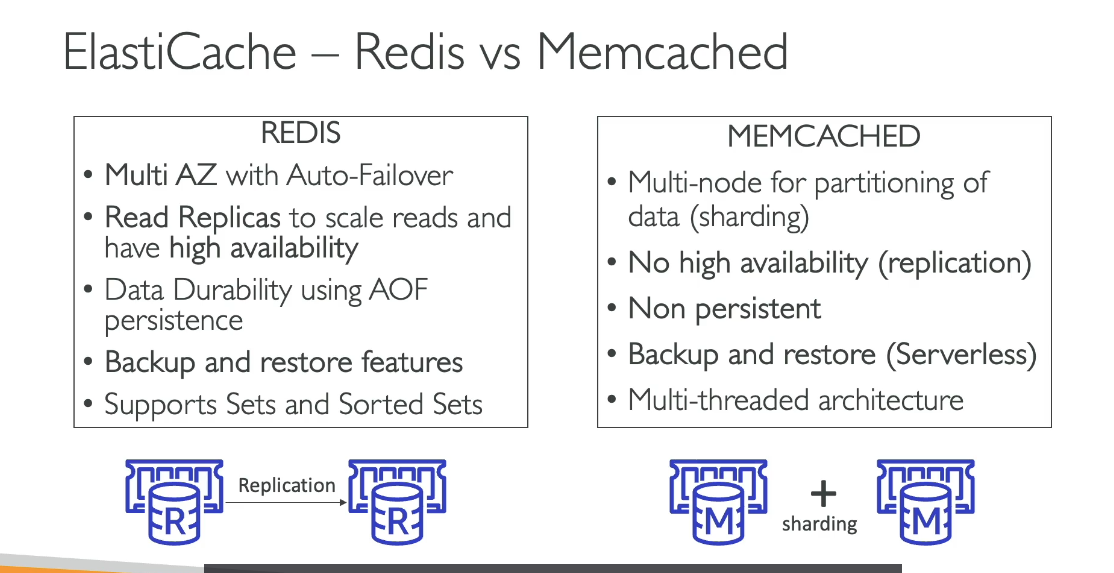 ElastiCache – Redis vs Memcached
REDIS
• Multi AZ with Auto-Failover
• Read Replicas to scale reads and
have high availability
• Data Durability using AOF
persistence
• Backup and restore features
• Supports Sets and Sorted Sets
MEMCACHED
• Multi-node for partitioning of
data (sharding)
• No high availability (replication)
• Non persistent
• Backup and restore (Serverless)
• Multi-threaded architecture
R
Replication
R
M
+
sharding
M